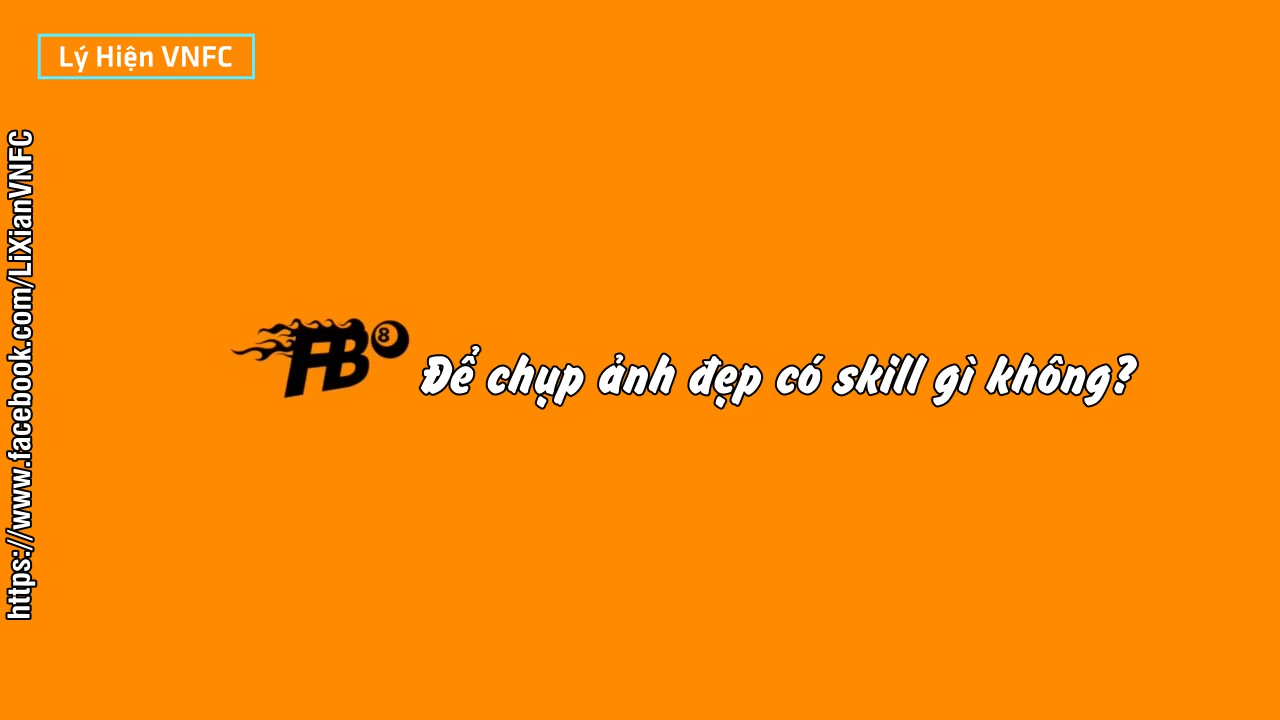 Lý Hiện VNFC
https://www.facebook.com/LiXianVNFC
FB 8
Để chụp ảnh đẹp có skill gì không?